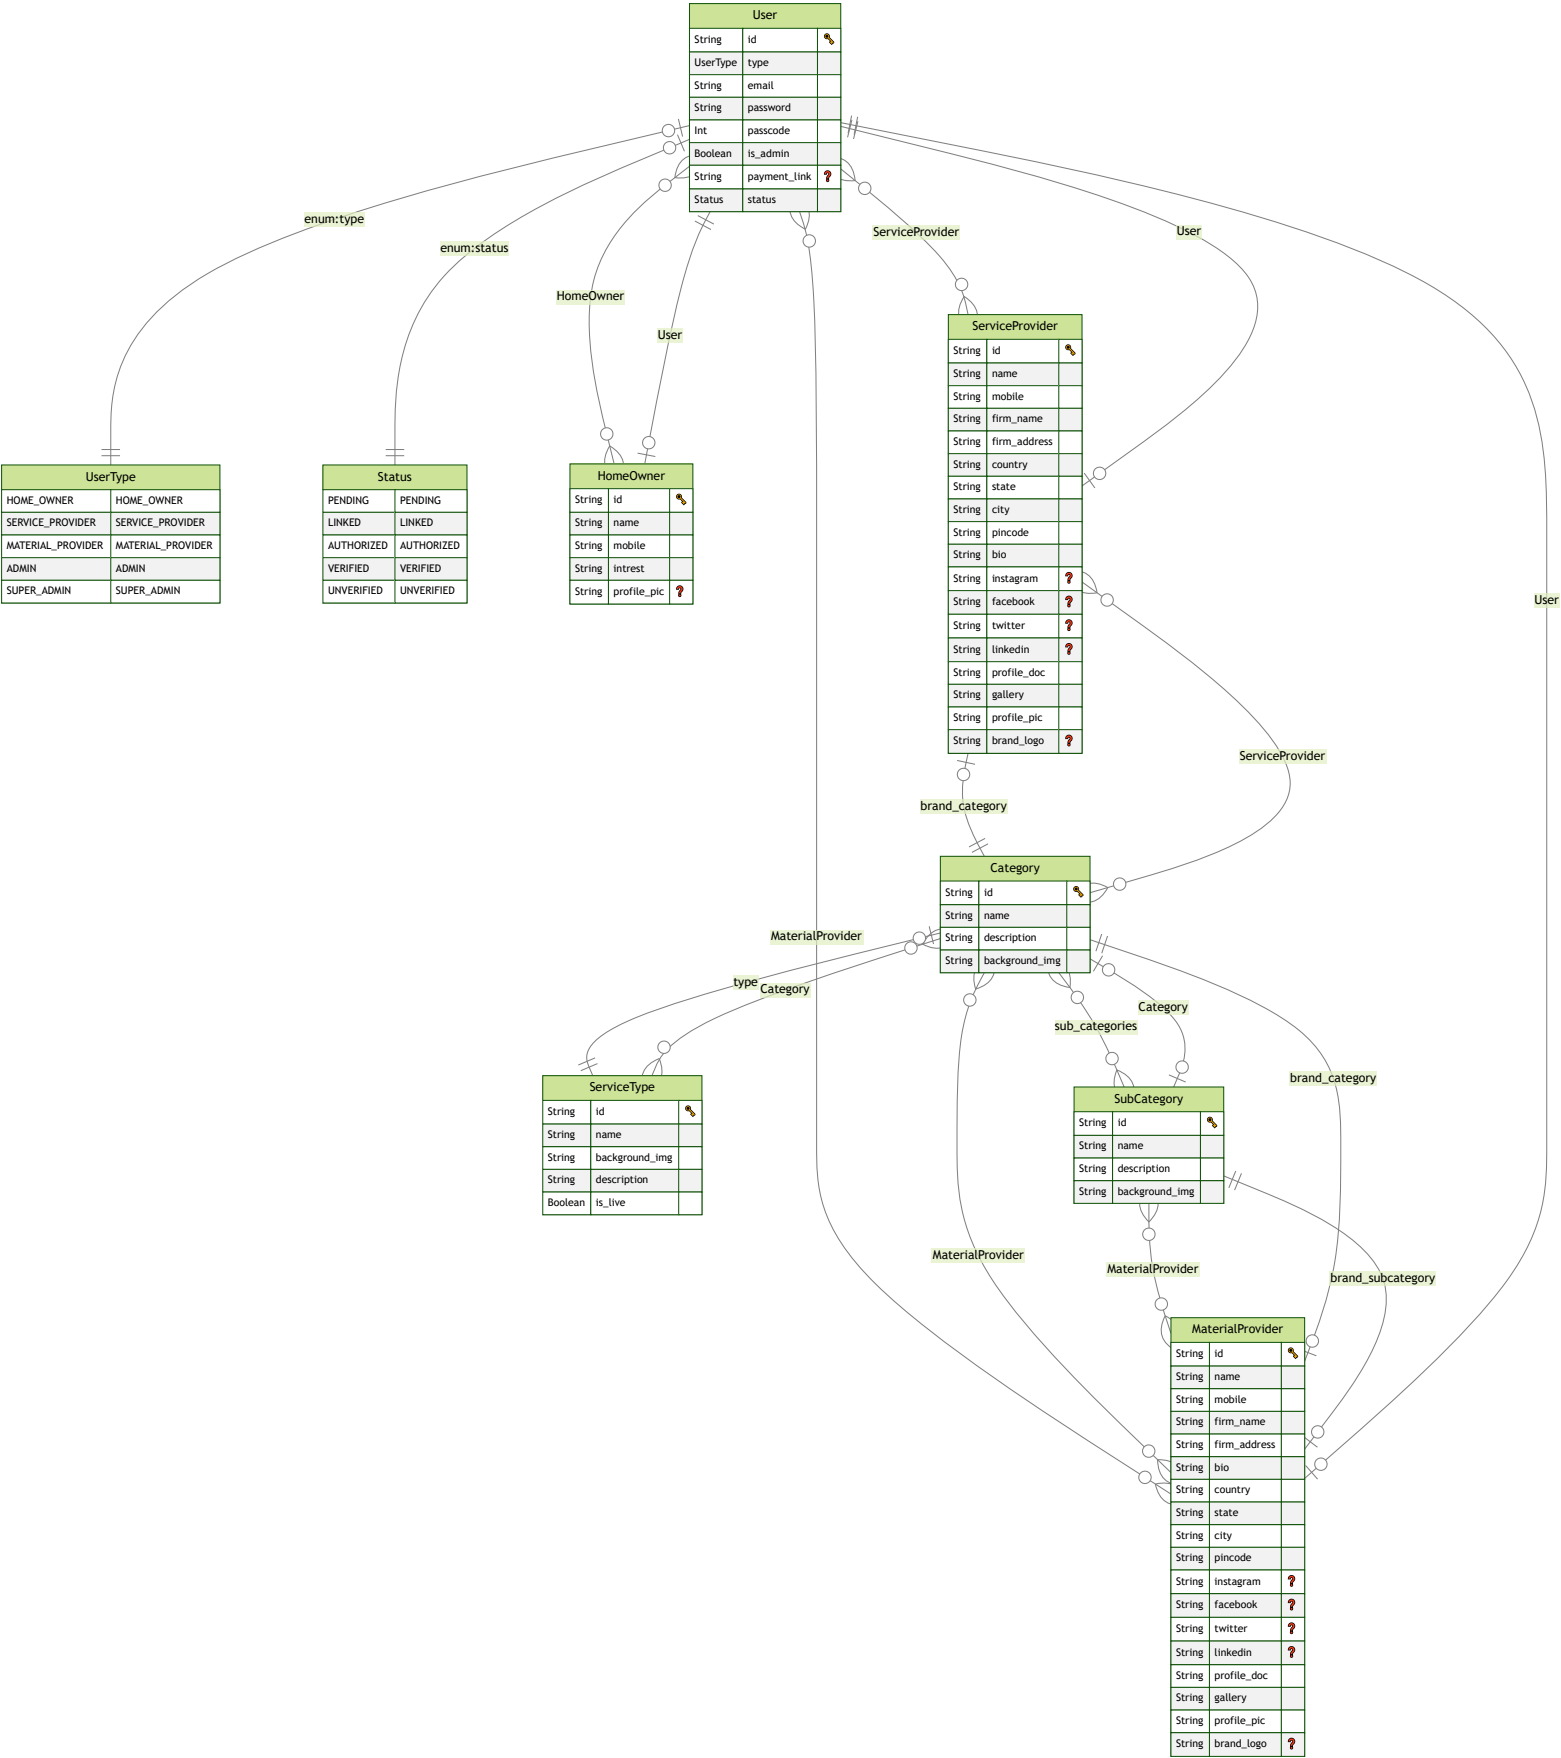 User
String id
UserType type
String email
String password
Int passcode
Boolean is_admin
String payment_link
Status status
enum:type
enum:status
HomeOwner
User
ServiceProvider
User
User
UserType
HOME_OWNER HOME_OWNER
SERVICE_PROVIDER SERVICE_PROVIDER
MATERIAL_PROVIDER MATERIAL_PROVIDER
ADMIN ADMIN
SUPER_ADMIN SUPER_ADMIN
Status
PENDING PENDING
LINKED LINKED
AUTHORIZED AUTHORIZED
VERIFIED VERIFIED
UNVERIFIED UNVERIFIED
HomeOwner
String id
String name
String mobile
String intrest
String profile_pic
ServiceProvider
String id
String name
String mobile
String firm_name
String firm_address
String country
String state
String city
String pincode
String bio
String instagram
String facebook
String twitter
String linkedin
String profile_doc
String gallery
String profile_pic
String brand_logo
ServiceProvider
brand_category
Category
String id
String name
String description
String background_img
MaterialProvider
type
Category
sub_categories
Category
brand_category
ServiceType
String id
String name
String background_img
String description
Boolean is_live
SubCategory
String id
String name
String description
String background_img
MaterialProvider
MaterialProvider
brand_subcategory
MaterialProvider
String id
String name
String mobile
String firm_name
String firm_address
String bio
String country
String state
String city
String pincode
String instagram
String facebook
String twitter
String linkedin
String profile_doc
String gallery
String profile_pic
String brand_logo